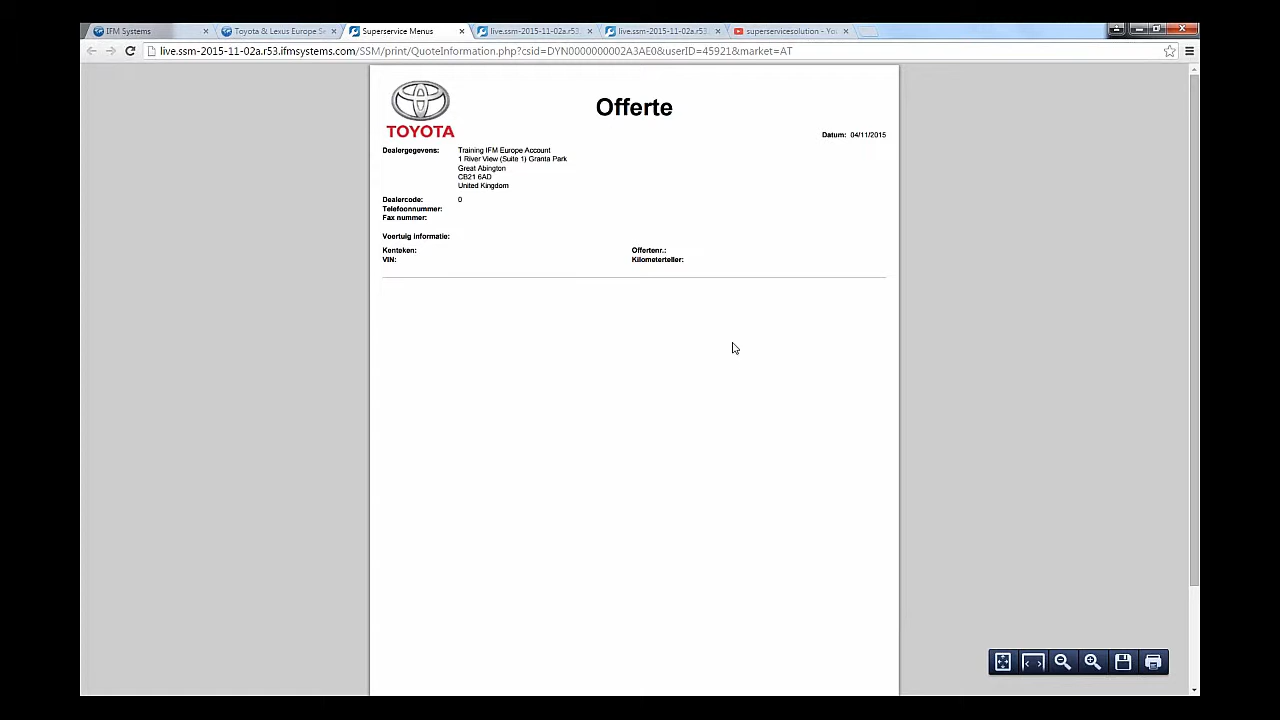 IFM Systems
Toyota & Lexus Europe Se
Superservice Menus
live.ssm-2015-11-02a.r53.
live.ssm-2015-11-02a.r53.
superservicesolution - You
live.ssm-2015-11-02a.r53.ifmsystems.com/SSM/print/QuoteInformation.php?csid=DYN0000000002A3AE0&userID=45921&market=AT
TOYOTA
Offerte
Datum: 04/11/2015
Dealergegevens: Training IFM Europe Account
1 River View (Suite 1) Granta Park
Great Abington
CB21 6AD
United Kingdom
Dealercode: 0
Telefoonnummer:
Fax nummer:
Voertuig informatie:
Kenteken: Offertenr.:
VIN: Kilometerteller: